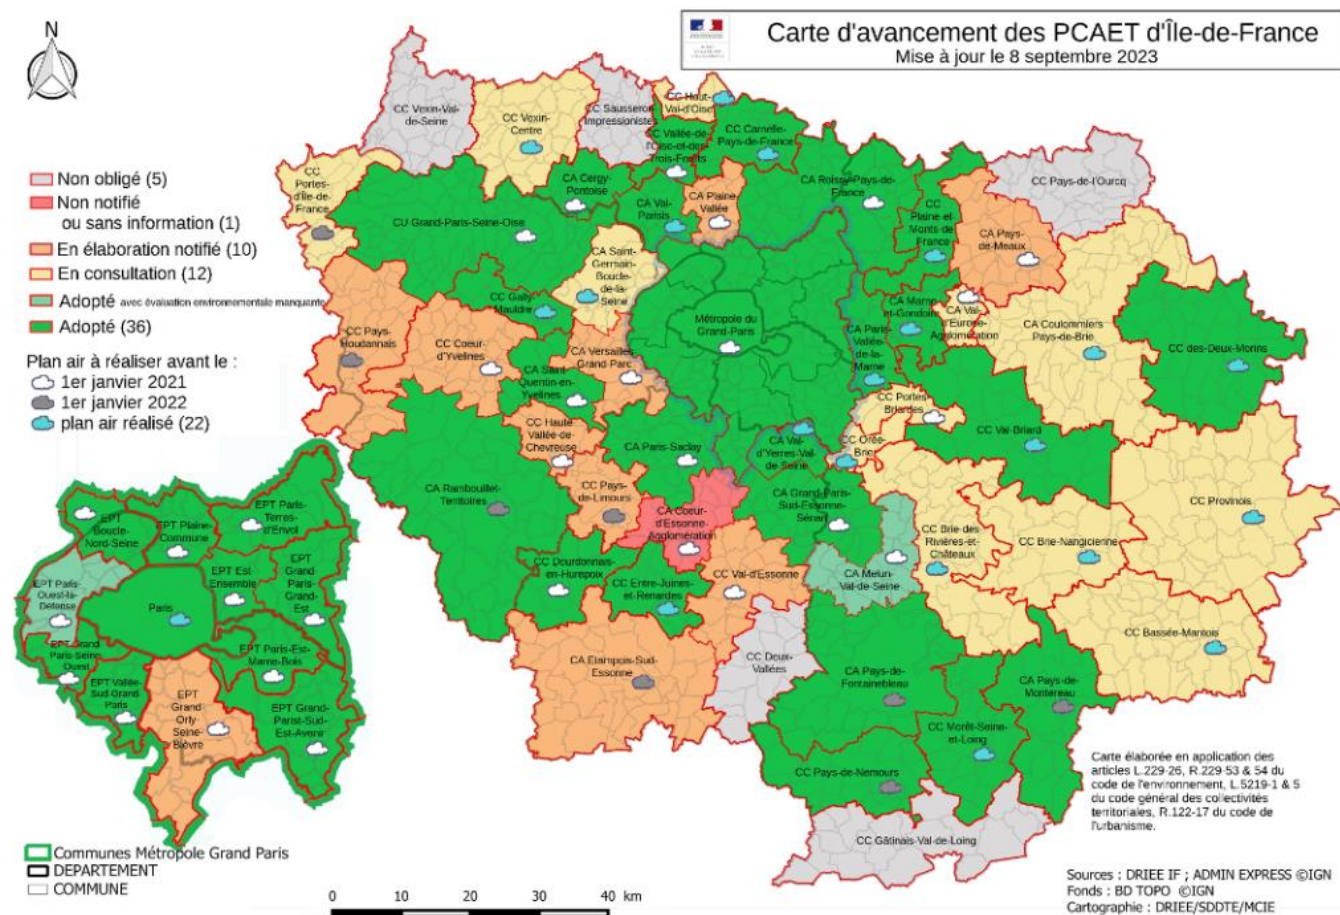 N
Carte d'avancement des PCAET d'Île-de-France
Mise à jour le 8 septembre 2023
Non obligé (5)
Non notifié
ou sans information (1)
En élaboration notifié (10)
En consultation (12)
Adopté avec évaluation environnementale manquante
Adopté (36)
Plan air à réaliser avant le :
1er janvier 2021
1er janvier 2022
plan air réalisé (22)
CC Vexin-Val-
de-Seine
CC Vexin-
Centre
CC Sausseron-
Impressionnistes
CC Haut-
Val-d'Oise
CC Vallée-de-
l'Oise-et-des-
Trois-Forêts
CC Carnelle-
Pays-de-France
CC
Portes-
d'Île-de-
France
CA Cergy-
Pontoise
CU Grand-Paris-Seine-Oise
CA Val-
Parisis
CA Plaine-
Vallée
CA Roissy-Pays-de-
France
CC
Plaine-et-
Monts-de-
France
CC Pays-de-l'Ourcq
CA Pays-
de-Meaux
CA Saint-
Germain-
Boucle-
de-la-
Seine
CC Gally-
Mauldre
CC Pays-
Houdannais
CC Coeur-
d'Yvelines
CA Versailles-
Grand-Parc
CA Saint-
Quentin-en-
Yvelines
Métropole du
Grand-Paris
CA Paris-
Vallée-
de-la-
Marne
CA Marne-
et-Gondoire
CA Val-
d'Europe-
Agglomération
CA Coulommiers
Pays-de-Brie
CC des-Deux-Morins
CC Portes-
Briardes
CC Orée-
Brie
CC Val-Briard
CC Haute-
Vallée-de-
Chevreuse
CA Paris-Saclay
CA Val-
d'Yerres-Val-
de-Seine
CA Rambouillet-
Territoires
CC Pays-
de-Limours
CA Coeur-
d'Essonne-
Agglomération
CA Grand-Paris-
Sud-Essonne-
Sénart
CC Brie-des-
Rivières-et-
Châteaux
CC Brie-Nangicienne
CC Provinois
CC Dourdonnais-
en-Hurepoix
CC Entre-Juines-
et-Renardes
CC Val-d'Essonne
CA Melun-
Val-de-Seine
CC Bassée-Montois
CA Etampois-Sud-
Essonne
CC Deux-
Vallées
CA Pays-de-
Fontainebleau
CA Pays-de-
Montereau
CC Morêt-Seine-
et-Loing
CC Pays-de-Nemours
CC Gâtinais-Val-de-Loing
EPT
Boucle-
Nord-Seine
EPT Plaine-
Commune
EPT Paris-
Terres-
d'Envol
EPT Paris-
Ouest-la-
Défense
Paris
EPT Est
Ensemble
EPT
Grand
Paris-
Grand-
Est
EPT Grand-
Paris-Seine-
Ouest
EPT Vallée-
Sud-Grand
Paris
EPT
Grand
Orly-
Seine-
Bièvre
EPT Paris-Est-
Marne-Bois
EPT Grand-
Parist-Sud-
Est-Avenir
Carte élaborée en application des
articles L.229-26, R.229-53 & 54 du
code de l'environnement, L.5219-1 & 5
du code général des collectivités
territoriales, R.122-17 du code de
l'urbanisme.
Communes Métropole Grand Paris
DEPARTEMENT
COMMUNE
0 10 20 30 40 km
Sources : DRIEE IF ; ADMIN EXPRESS ©IGN
Fonds : BD TOPO ©IGN
Cartographie : DRIEE/SDDTE/MCIE